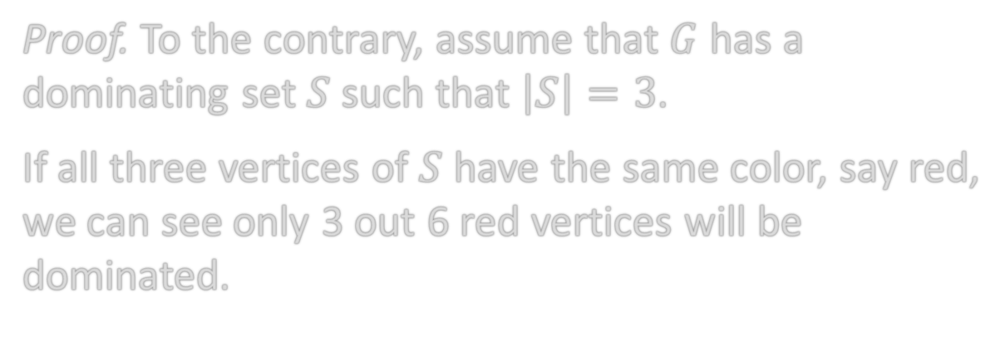 Proof. To the contrary, assume that G has a
dominating set S such that |S| = 3.
If all three vertices of S have the same color, say red,
we can see only 3 out 6 red vertices will be
dominated.